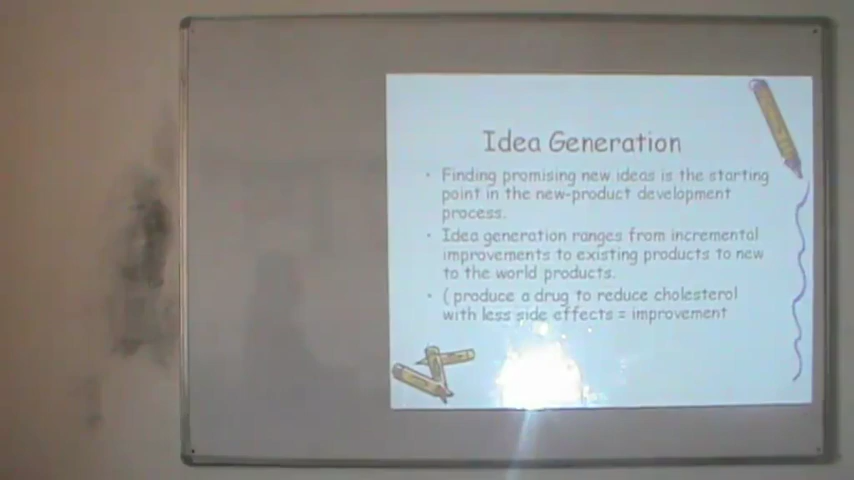 Idea Generation
• Finding promising new ideas is the starting
point in the new-product development
process.
• Idea generation ranges from incremental
improvements to existing products to new
to the world products.
• ( produce a drug to reduce cholesterol
with less side effects = improvement